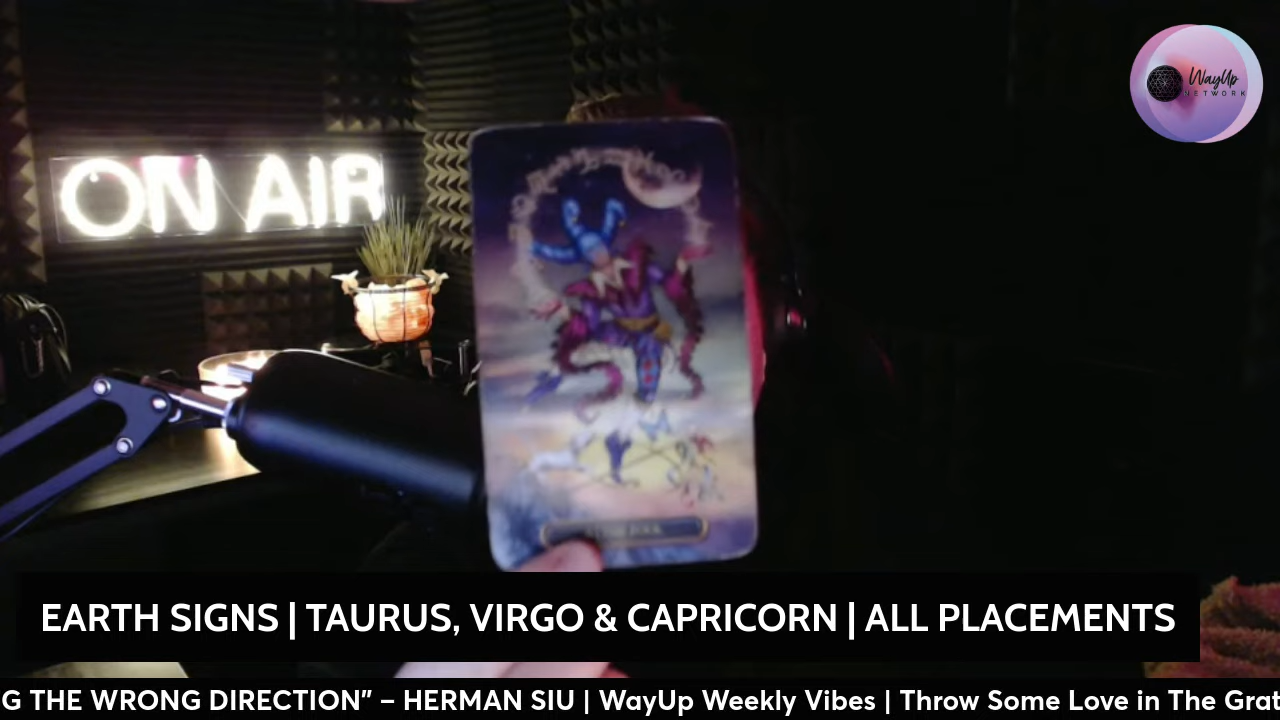 WayUp
NETWORK
ON AIR
EARTH SIGNS | TAURUS, VIRGO & CAPRICORN | ALL PLACEMENTS
G THE WRONG DIRECTION” – HERMAN SIU | WayUp Weekly Vibes | Throw Some Love in The Grat